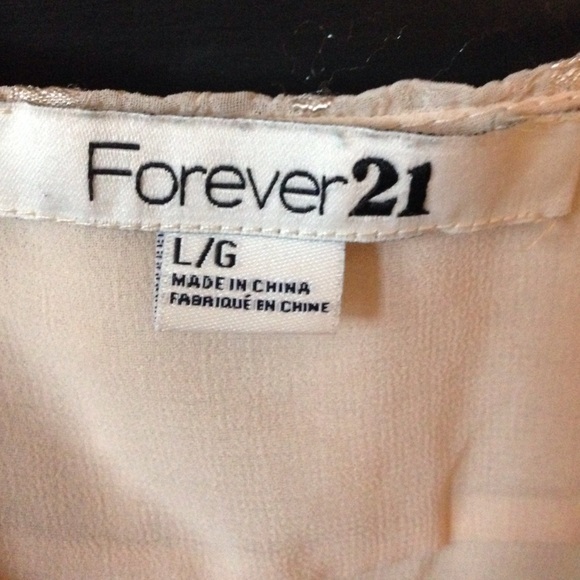 Forever21
L/G
MADE IN CHINA
FABRIQUÉ EN CHINE